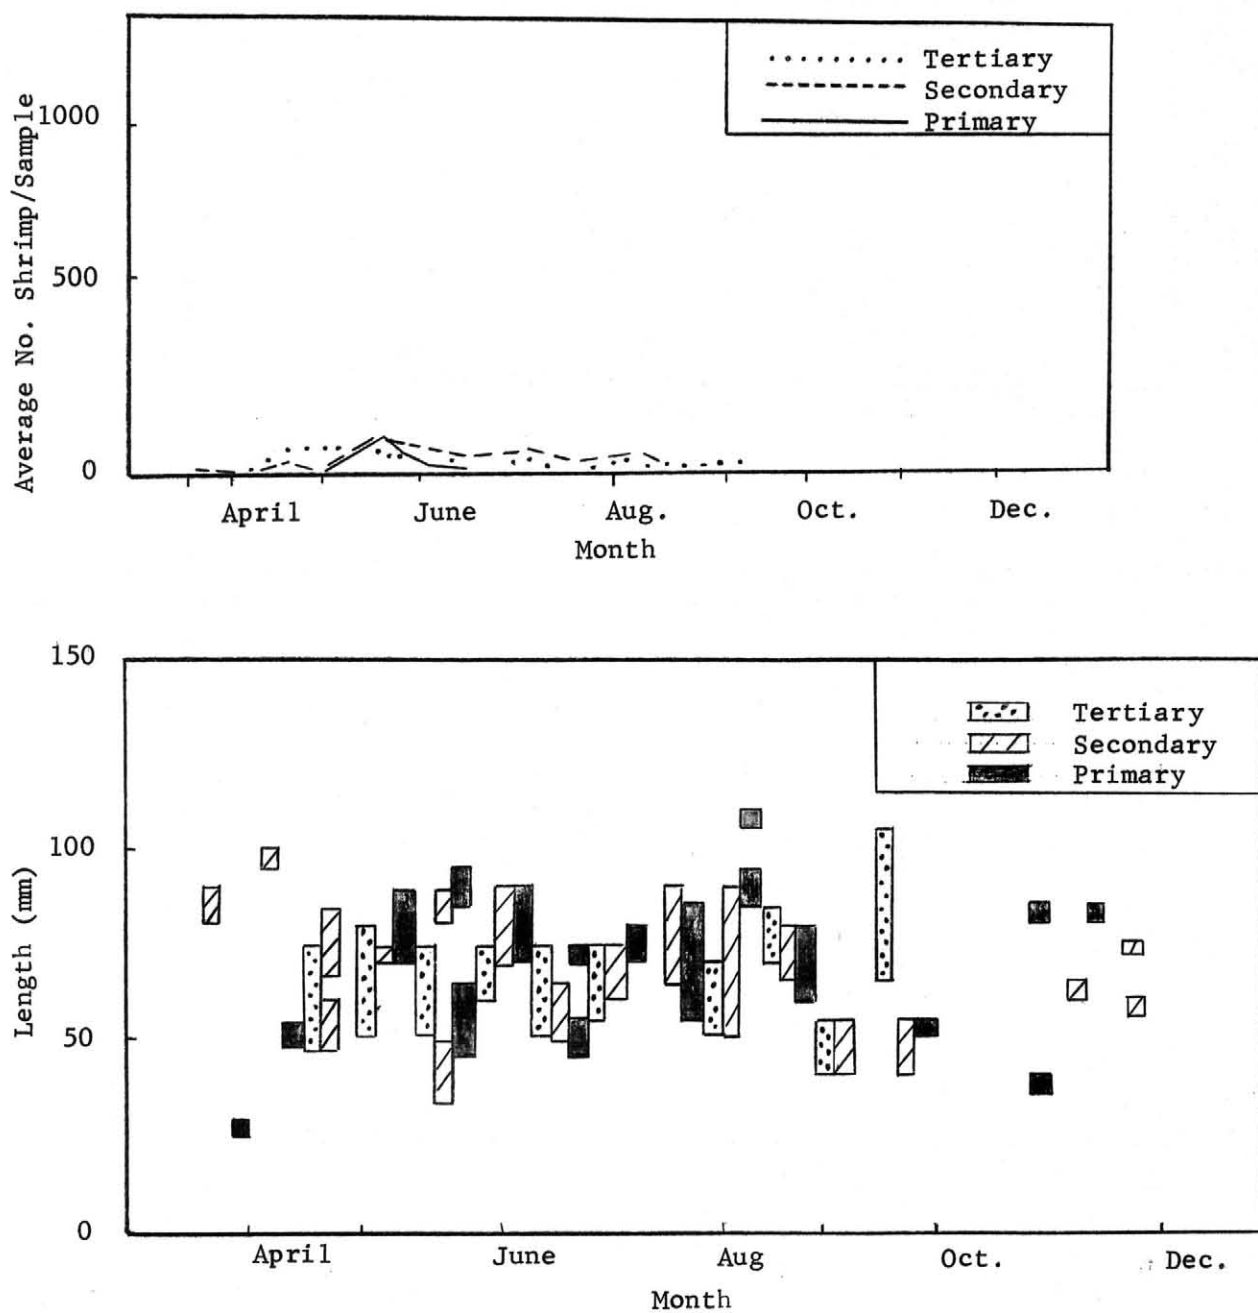 Tertiary
Secondary
Primary
Average No. Shrimp/Sample
1000
500
0
April June Aug. Oct. Dec.
Month
150
100
50
0
Length (mm)
Tertiary
Secondary
Primary
April June Aug Oct. Dec.
Month